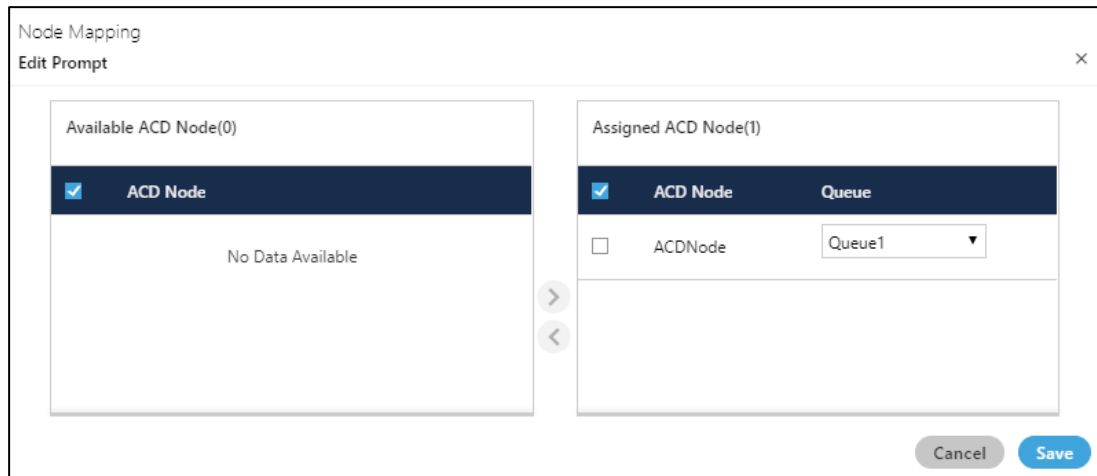 Node Mapping
Edit Prompt
Available ACD Node(0)
ACD Node
No Data Available
Assigned ACD Node(1)
ACD Node Queue
ACDNode Queue1
Cancel Save